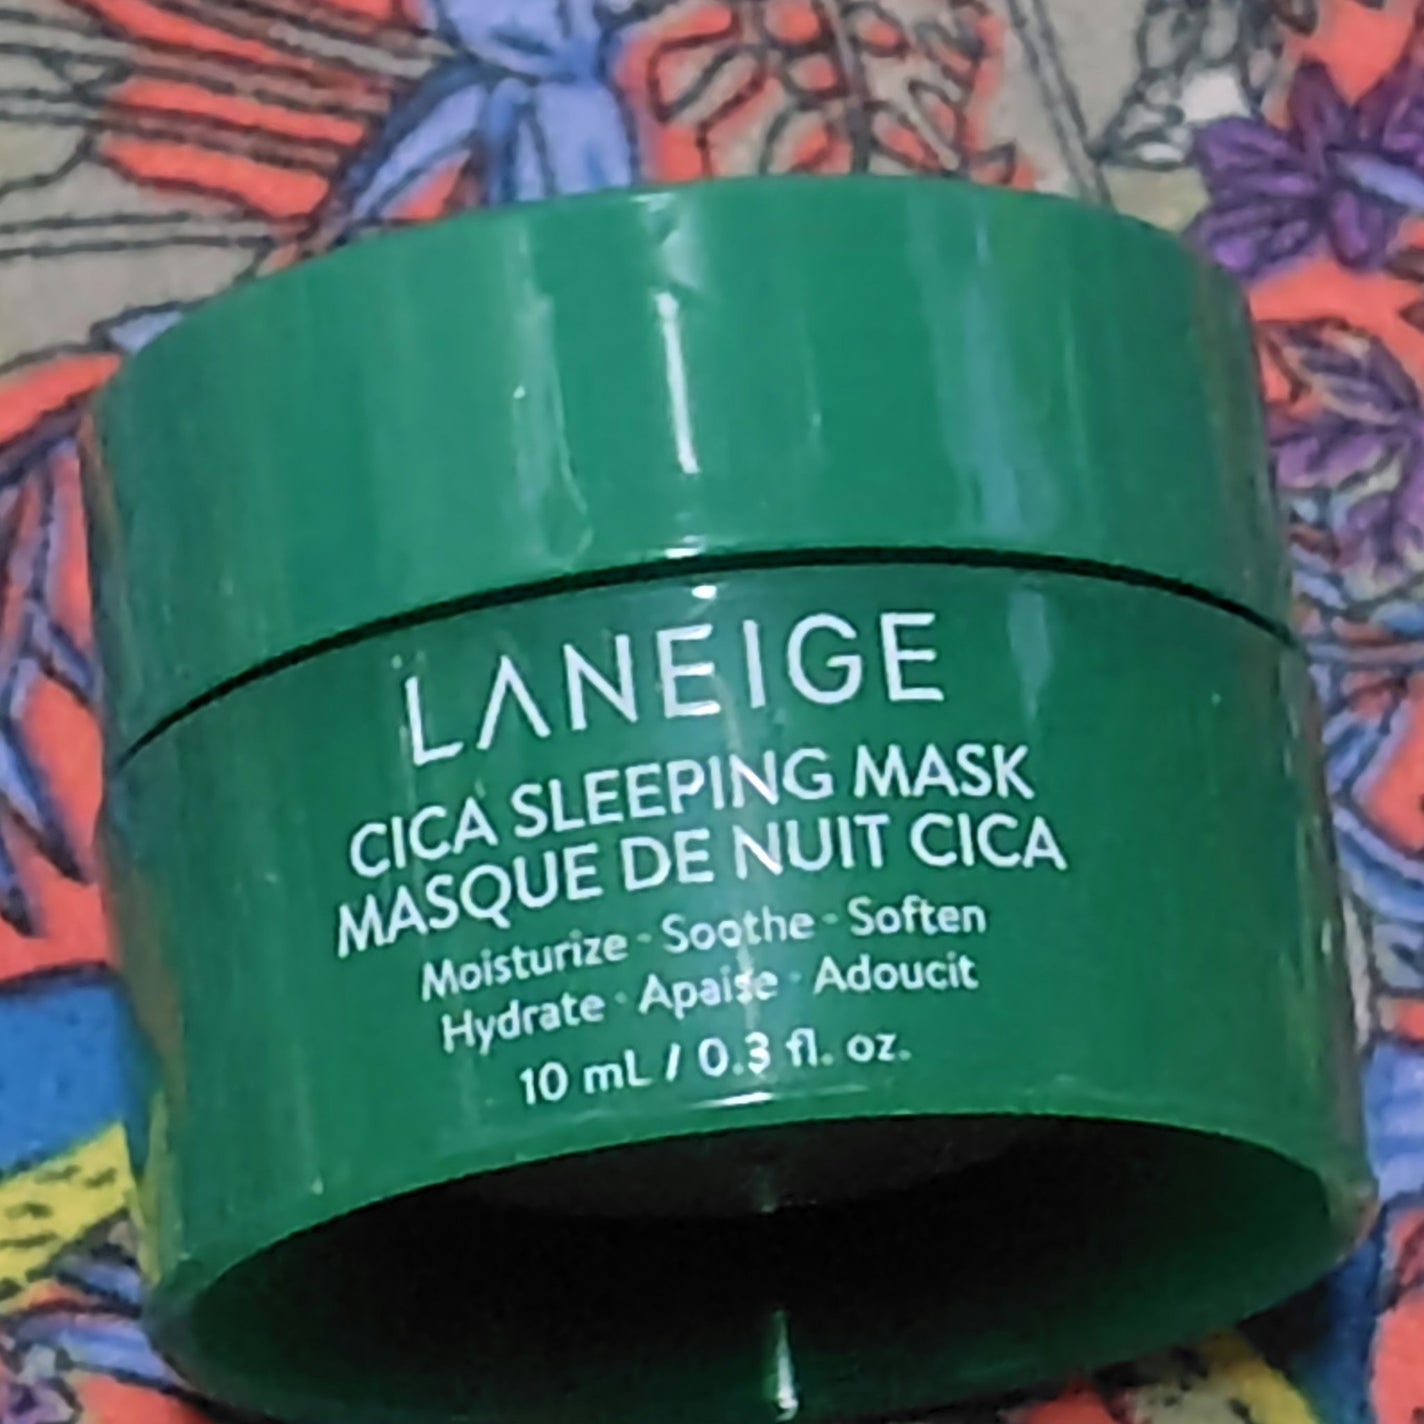 LANEIGE
CICA SLEEPING MASK
MASQUE DE NUIT CICA
Moisturize · Soothe · Soften
Hydrate · Apaise · Adoucit
10 mL / 0.3 fl. oz.